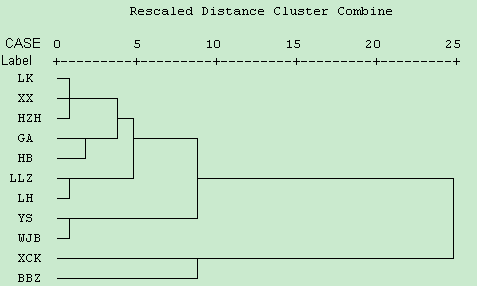 Rescaled Distance Cluster Combine
CASE 0 5 10 15 20 25
Label +---------+---------+---------+---------+---------+
LK
XX
HZH
GA
HB
LLZ
LH
YS
WJB
XCK
BBZ